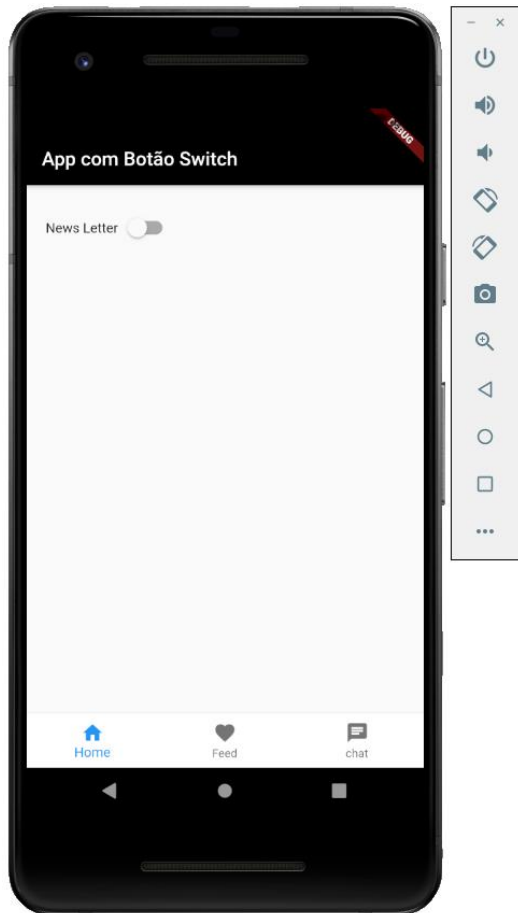 DEBUG
App com Botão Switch
News Letter
Home
Feed
chat